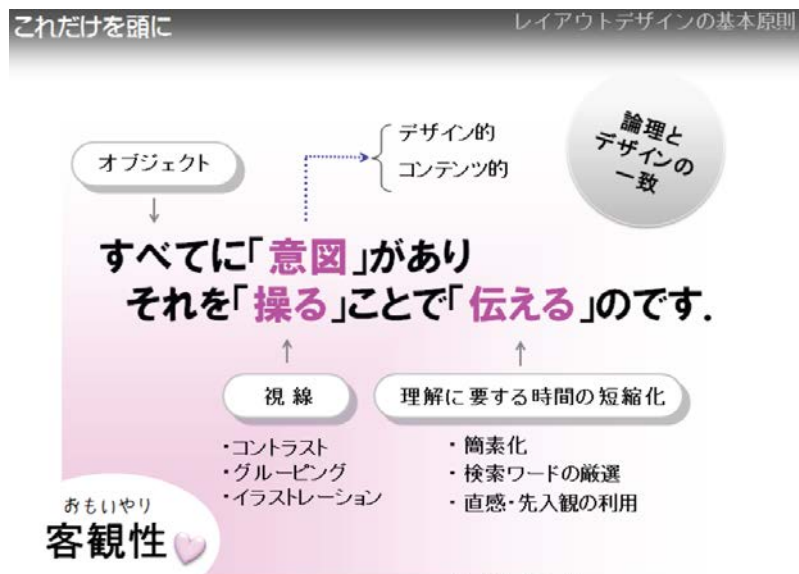 これだけを頭に
レイアウトデザインの基本原則
論理と
デザインの
一致
デザイン的
コンテンツ的
オブジェクト
すべてに「意図」があり
それを「操る」ことで「伝える」のです.
視線
・コントラスト
・グルーピング
・イラストレーション
理解に要する時間の短縮化
・簡素化
・検索ワードの厳選
・直感・先入観の利用
おもいやり
客観性